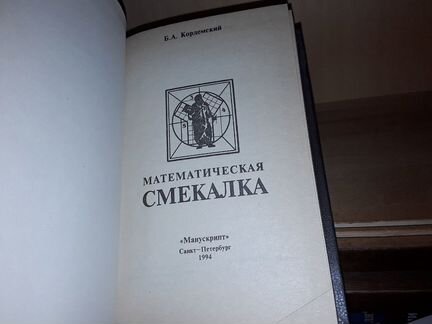 Б.А. Кордемский
МАТЕМАТИЧЕСКАЯ
СМЕКАЛКА
«Манускрипт»
Санкт-Петербург
1994